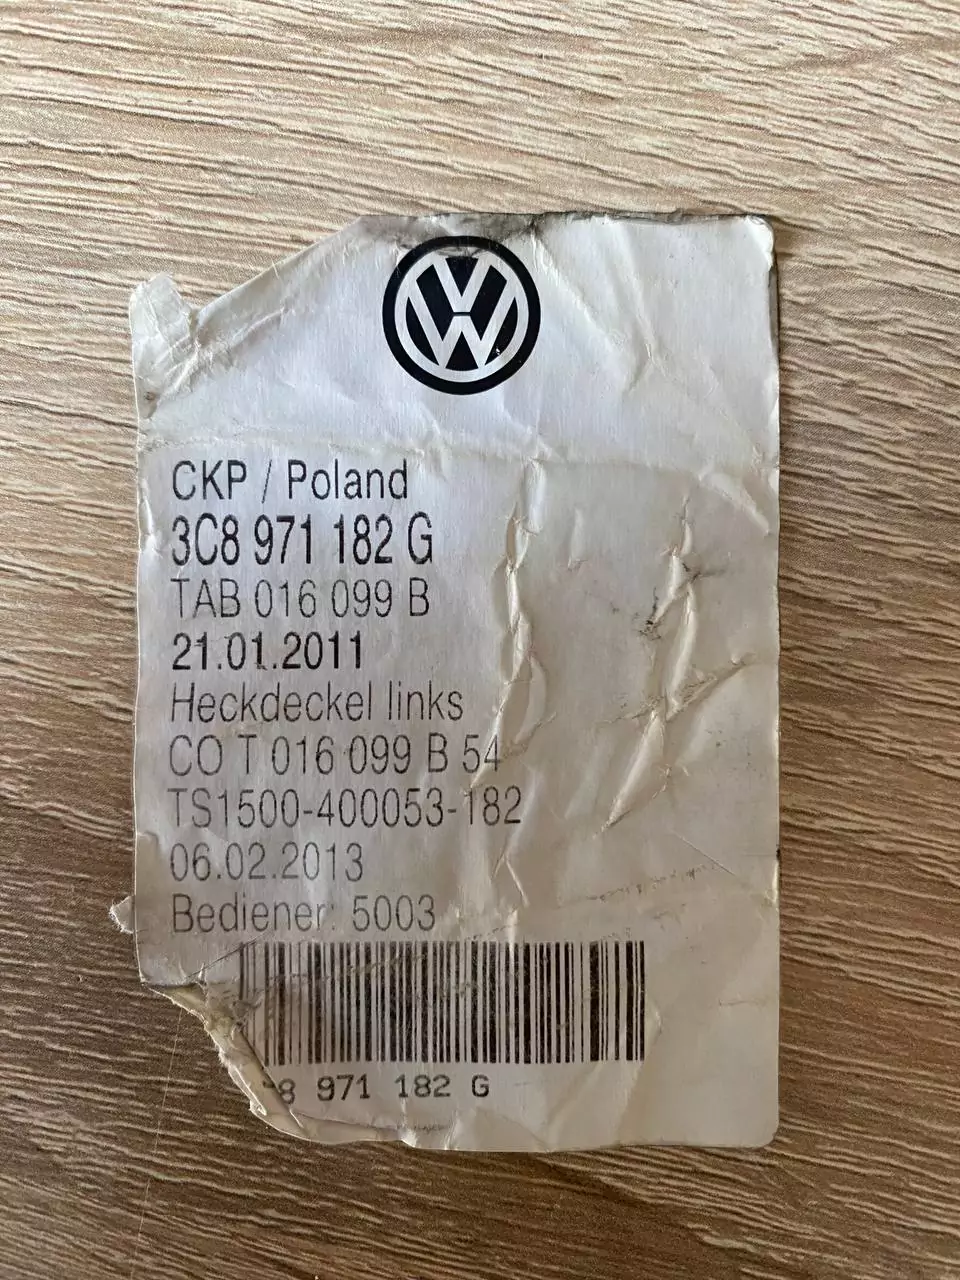 CKP / Poland
3C8 971 182 G
TAB 016 099 B
21.01.2011
Heckdeckel links
CO T 016 099 B 54
TS1500-400053-182
06.02.2013
Bediener: 5003
8 971 182 G